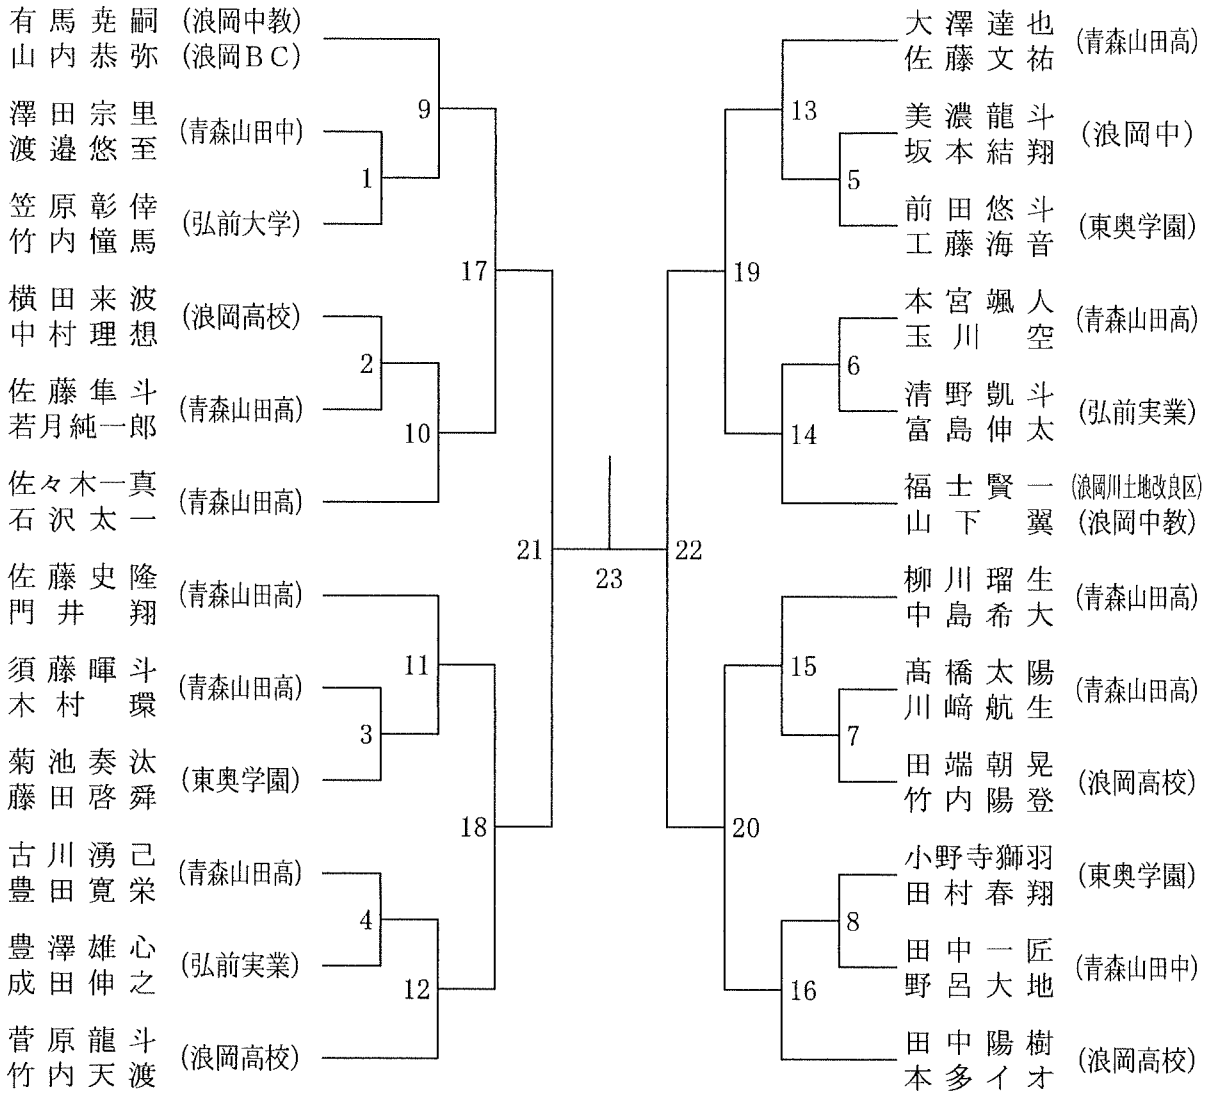 有馬堯嗣 (浪岡中教)
山内恭弥 (浪岡BC)
澤田宗里
渡邉悠至
(青森山田中)
笠原彰倖
竹内憧馬
(弘前大学)
横田来波
中村理想
(浪岡高校)
佐藤隼斗
若月純一郎
(青森山田高)
佐々木一真
石沢太一
(青森山田高)
佐藤史隆
門井翔
(青森山田高)
須藤暉斗
木村環
(青森山田高)
菊池奏汰
藤田啓舜
(東奥学園)
古川湧己
豊田寛栄
(青森山田高)
豊澤雄心
成田伸之
(弘前実業)
菅原龍斗
竹内天渡
(浪岡高校)
9
1
17
2
10
21
11
3
18
4
12
23
22
13
5
19
6
14
15
7
20
8
16
大澤達也
佐藤文祐
(青森山田高)
美濃龍斗
坂本結翔
(浪岡中)
前田悠斗
工藤海音
(東奥学園)
本宮颯人
玉川空
(青森山田高)
清野凱斗
富島伸太
(弘前実業)
福士賢一 (浪岡川土地改良区)
山下翼 (浪岡中教)
柳川瑠生
中島希大
(青森山田高)
髙橋太陽
川﨑航生
(青森山田高)
田端朝晃
竹内陽登
(浪岡高校)
小野寺獅羽
田村春翔
(東奥学園)
田中一匠
野呂大地
(青森山田中)
田中陽樹
本多イオ
(浪岡高校)